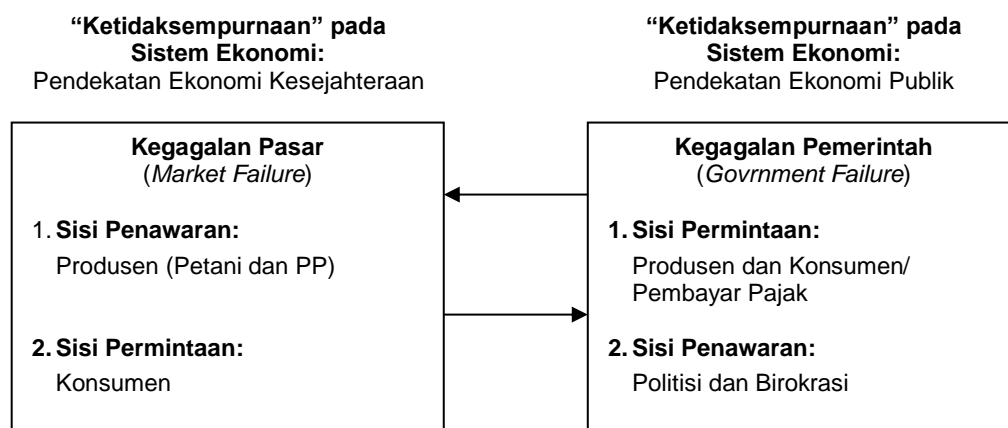 “Ketidaksempurnaan” pada
Sistem Ekonomi:
Pendekatan Ekonomi Kesejahteraan
Kegagalan Pasar
(Market Failure)
1. Sisi Penawaran:
Produsen (Petani dan PP)
2. Sisi Permintaan:
Konsumen
“Ketidaksempurnaan” pada
Sistem Ekonomi:
Pendekatan Ekonomi Publik
Kegagalan Pemerintah
(Govrnment Failure)
1. Sisi Permintaan:
Produsen dan Konsumen/
Pembayar Pajak
2. Sisi Penawaran:
Politisi dan Birokrasi